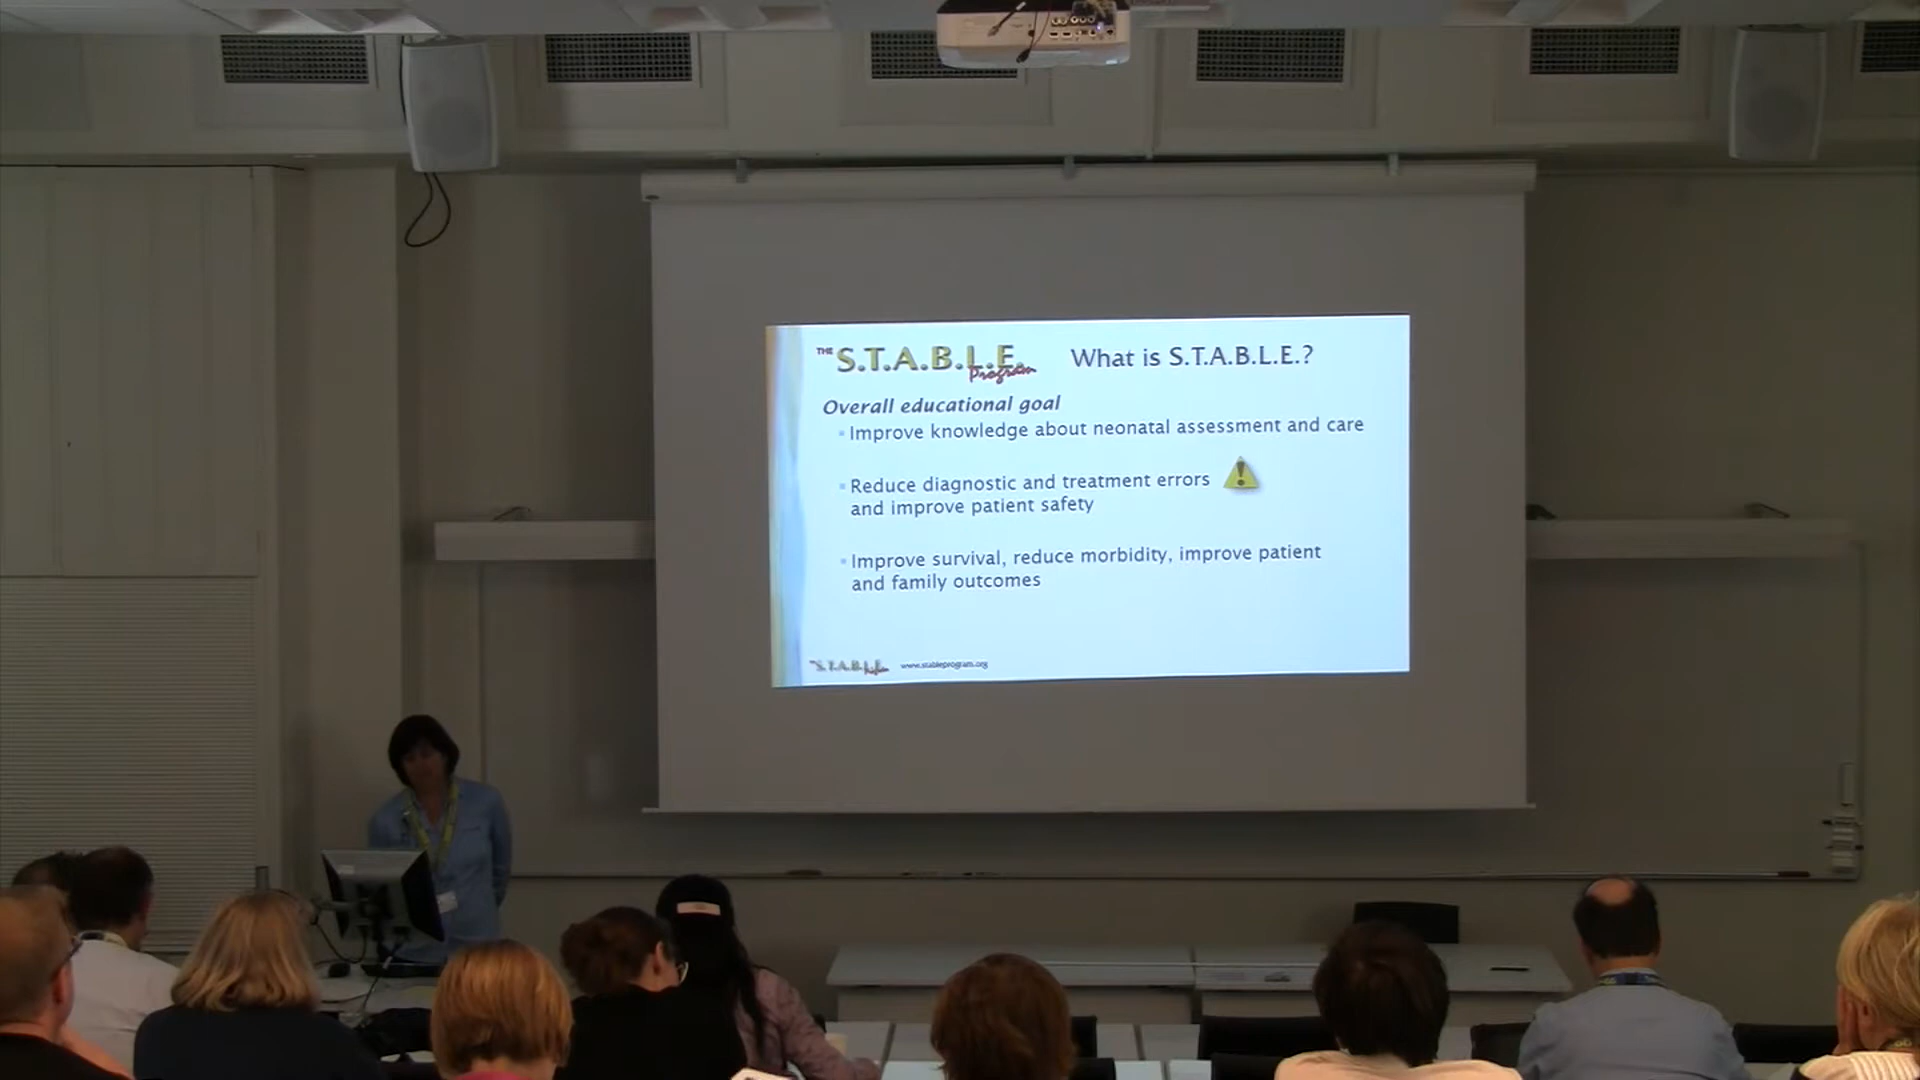 THE S.T.A.B.L.E. Program
What is S.T.A.B.L.E.?
Overall educational goal
Improve knowledge about neonatal assessment and care
Reduce diagnostic and treatment errors
and improve patient safety
Improve survival, reduce morbidity, improve patient
and family outcomes
S.T.A.B.L.E. www.stableprogram.org